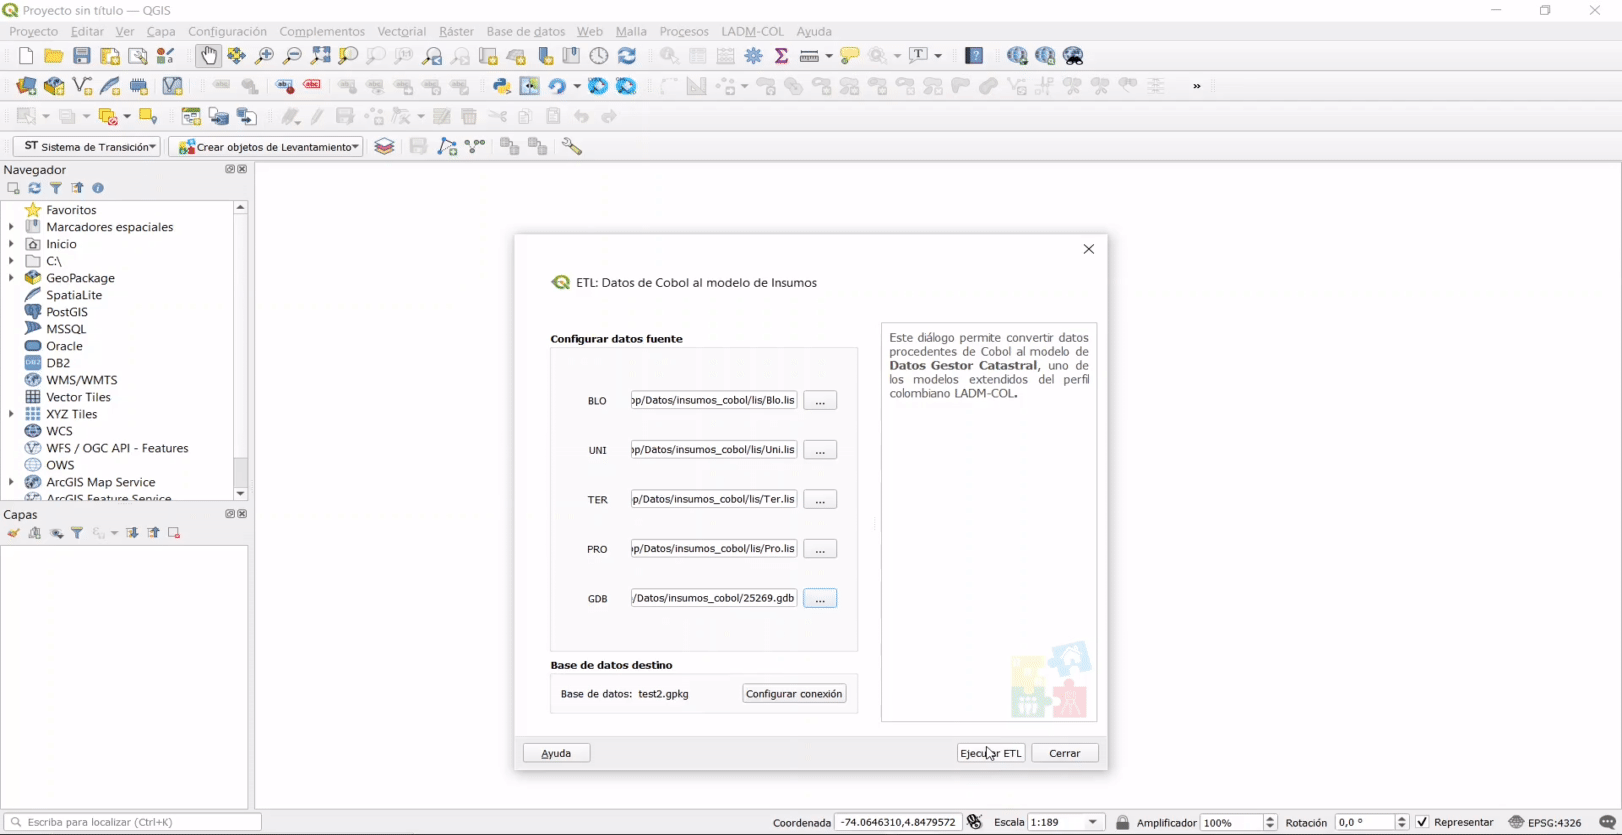 Proyecto sin título — QGIS
Proyecto Editar Ver Capa Configuración Complementos Vectorial Ráster Base de datos Web Malla Procesos LADM-COL Ayuda
abc abc
T
»
ST Sistema de Transición
Crear objetos de Levantamiento
Navegador
Favoritos
Marcadores espaciales
Inicio
C:\
GeoPackage
SpatiaLite
PostGIS
MSSQL
Oracle
DB2 DB2
WMS/WMTS
Vector Tiles
XYZ Tiles
WCS
WFS / OGC API - Features
OWS
ArcGIS Map Service
ArcGIS Feature Service
Capas
ETL: Datos de Cobol al modelo de Insumos
Configurar datos fuente
BLO op/Datos/insumos_cobol/lis/Blo.lis ...
UNI op/Datos/insumos_cobol/lis/Uni.lis ...
TER p/Datos/insumos_cobol/lis/Ter.lis ...
PRO op/Datos/insumos_cobol/lis/Pro.lis ...
GDB /Datos/insumos_cobol/25269.gdb ...
Base de datos destino
Base de datos: test2.gpkg Configurar conexión
Este diálogo permite convertir datos
procedentes de Cobol al modelo de
Datos Gestor Catastral, uno de
los modelos extendidos del perfil
colombiano LADM-COL.
Ayuda Ejecutar ETL Cerrar
Escriba para localizar (Ctrl+K) Coordenada -74.0646310,4.8479572 Escala 1:189 Amplificador 100% Rotación 0,0 ° Representar EPSG:4326